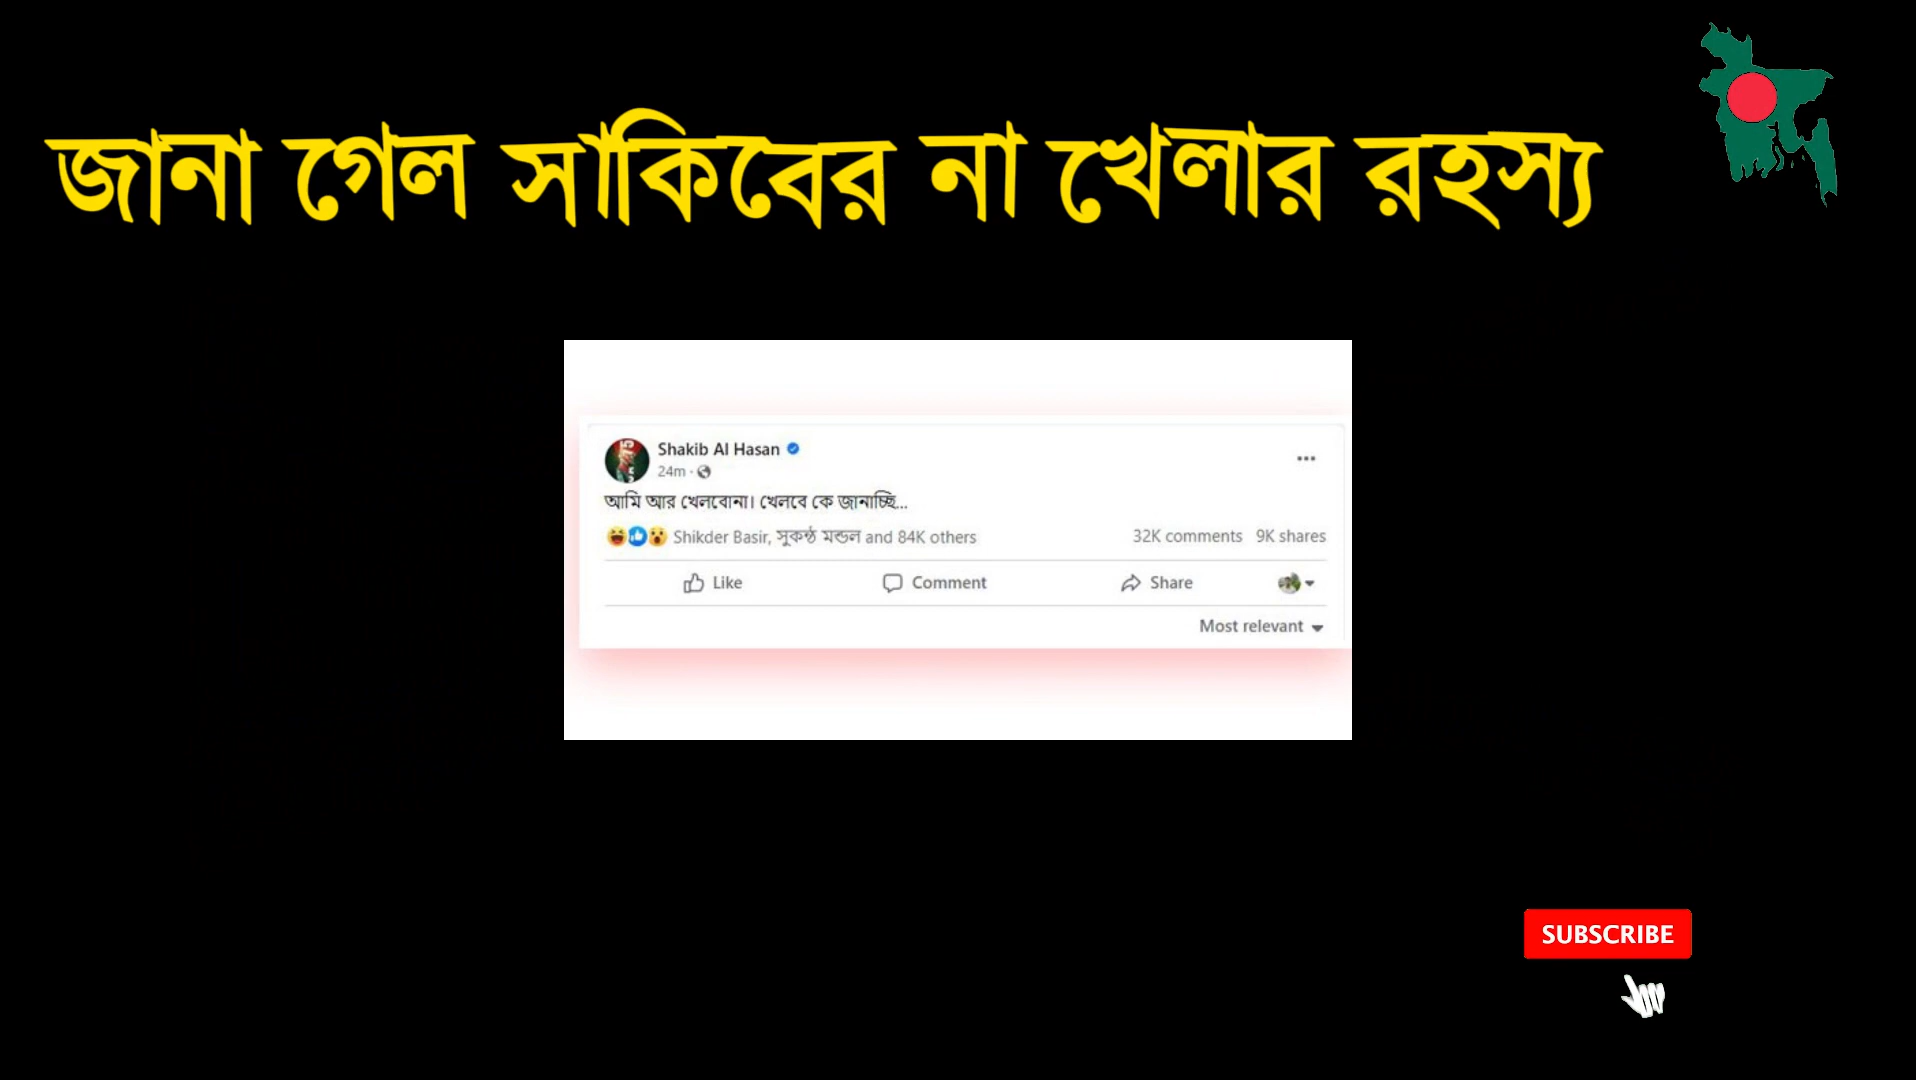 জানা গেল সাকিবের না খেলার রহস্য
Shakib Al Hasan
24m ·
আমি আর খেলবোনা। খেলবে কে জানাচ্ছি...
Shikder Basir, সুকন্ঠ মন্ডল and 84K others 32K comments 9K shares
Like Comment Share
Most relevant
SUBSCRIBE